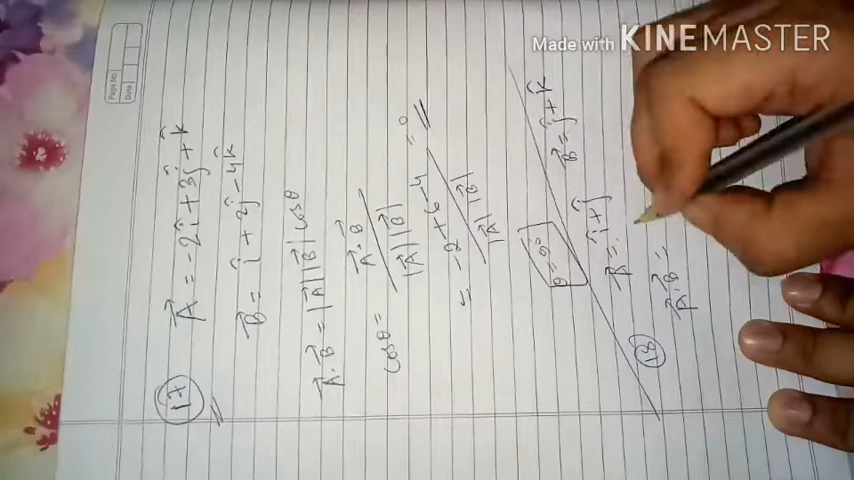 Made with KINEMASTER
Page No
Date
17
A⃗ = -2î + 3ĵ + k̂
B⃗ = î + 2ĵ - 4k̂
A⃗.B⃗ = |A⃗| |B⃗| cosθ
cosθ = A⃗.B⃗ / |A⃗| |B⃗|
= -2 + 6 - 4 / |A⃗| |B⃗| = 0
θ = 90°
18
A⃗ = î + ĵ B⃗ = ĵ + k̂
A⃗.B⃗ =